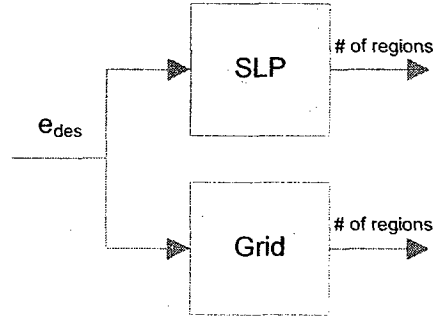 # of regions
SLP
e_des
# of regions
Grid